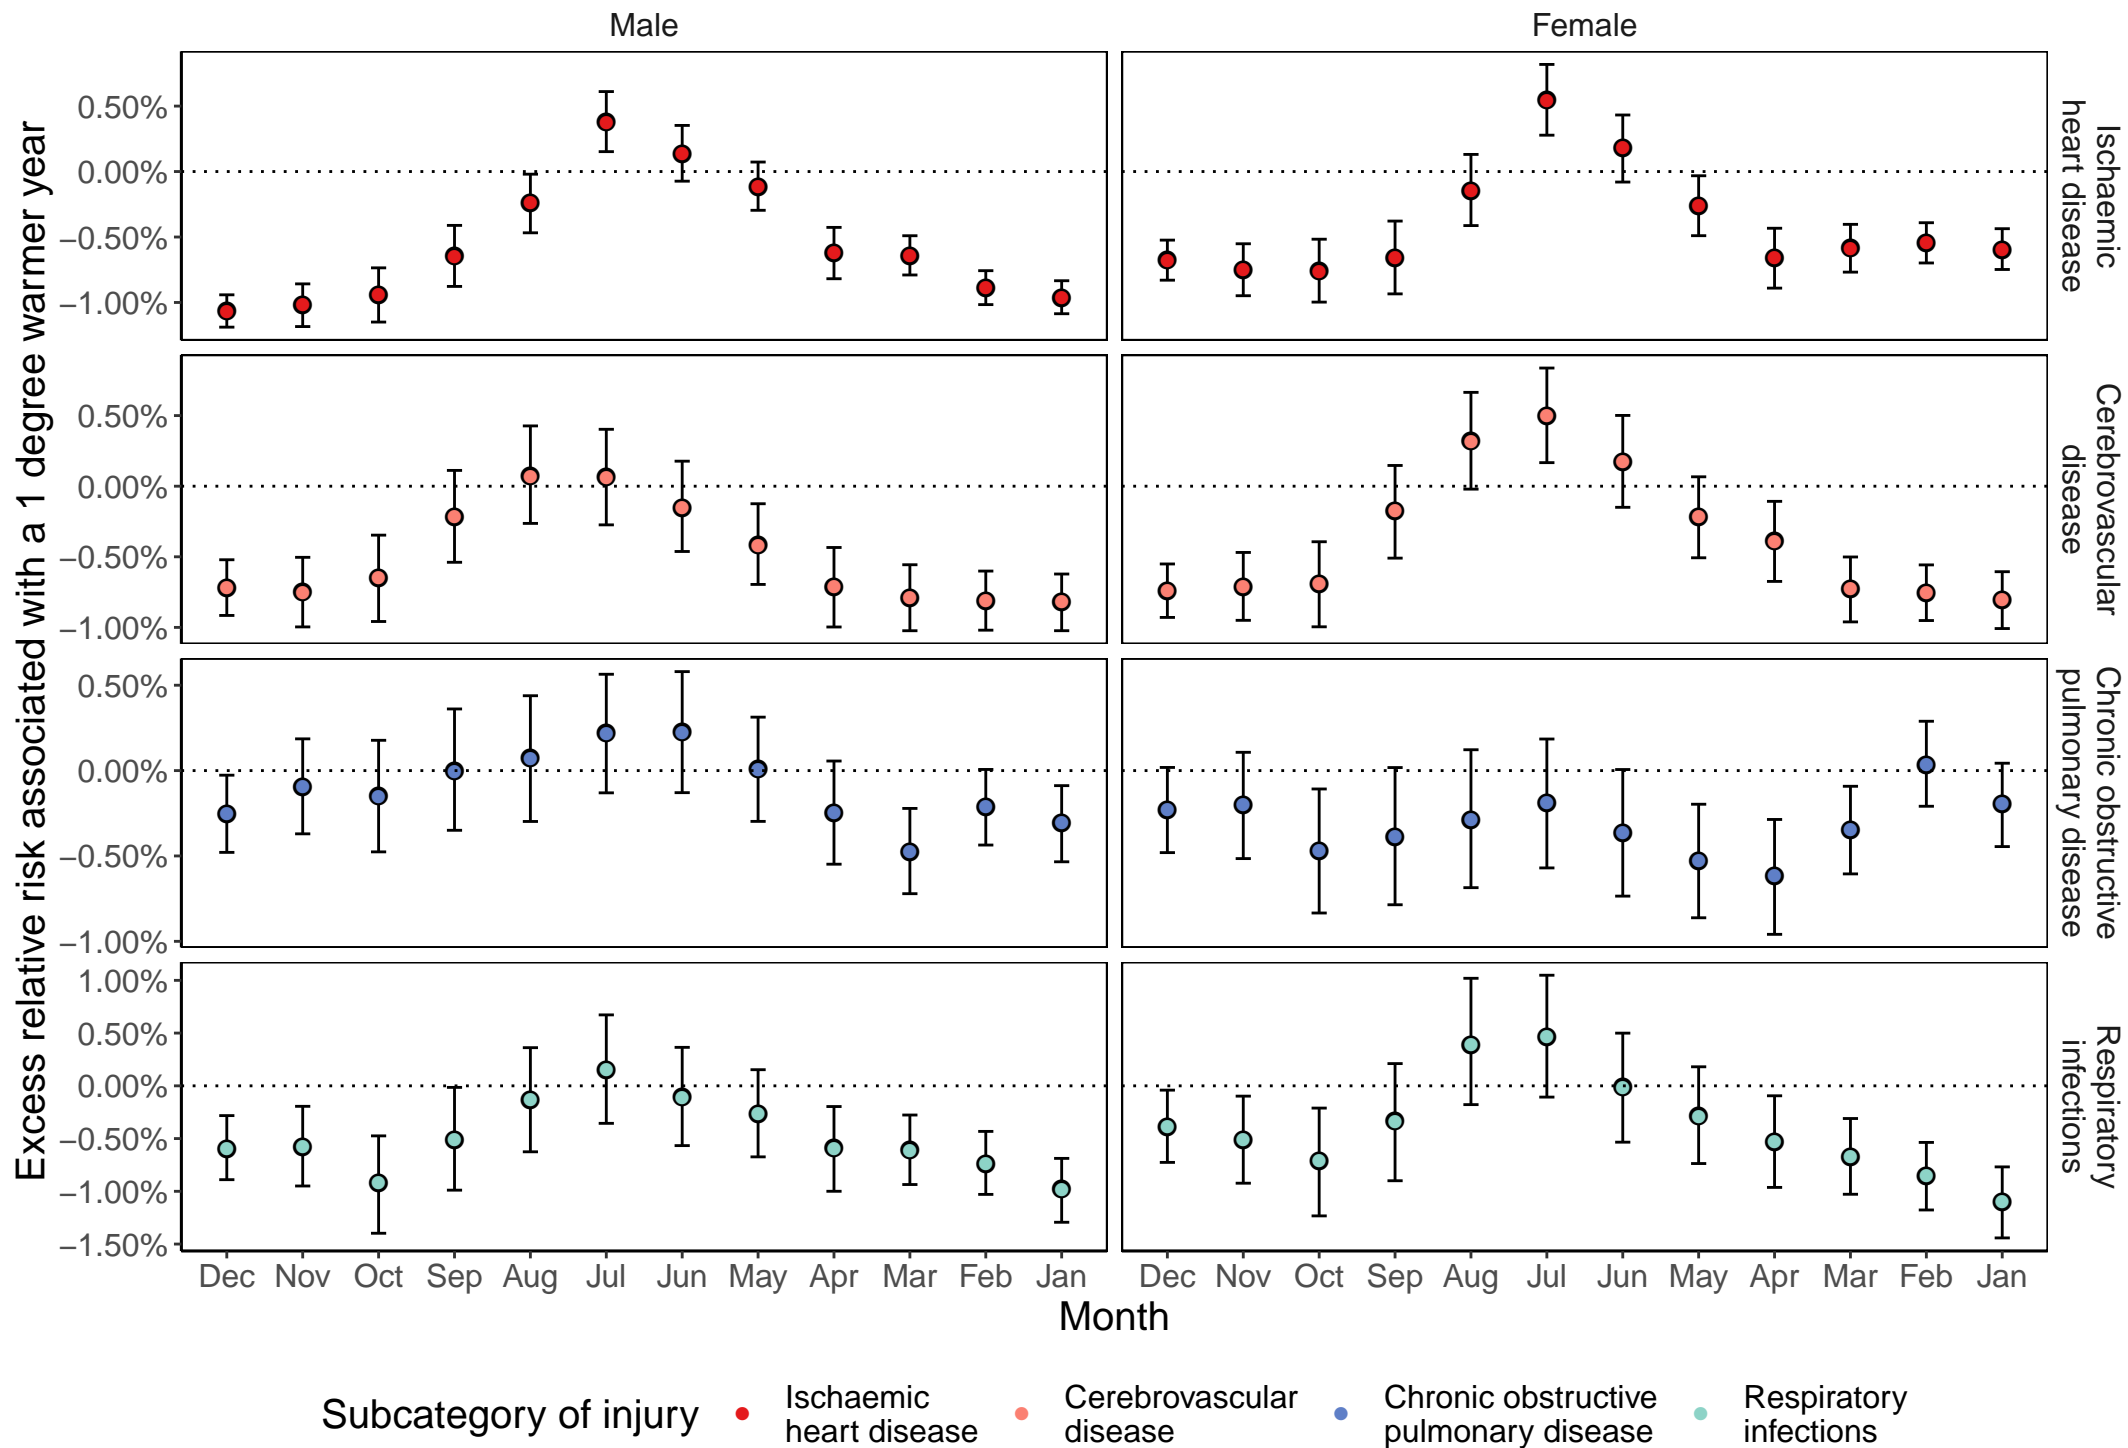 Male
Female
Excess relative risk associated with a 1 degree warmer year
0.50%
0.00%
−0.50%
−1.00%
Ischaemic
heart disease
0.50%
0.00%
−0.50%
−1.00%
Cerebrovascular
disease
0.50%
0.00%
−0.50%
−1.00%
Chronic obstructive
pulmonary disease
1.00%
0.50%
0.00%
−0.50%
−1.00%
−1.50%
Respiratory
infections
Dec Nov Oct Sep Aug Jul Jun May Apr Mar Feb Jan
Dec Nov Oct Sep Aug Jul Jun May Apr Mar Feb Jan
Month
Subcategory of injury
Ischaemic
heart disease
Cerebrovascular
disease
Chronic obstructive
pulmonary disease
Respiratory
infections